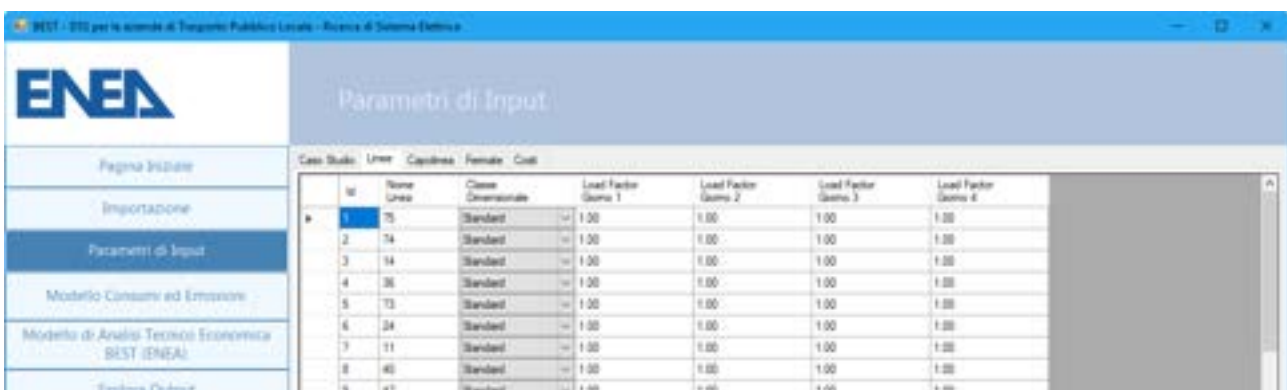 BEST - DSS per le aziende di Trasporto Pubblico Locale - Ricerca di Sistema Elettrico
ENEA
Parametri di Input
Pagina Iniziale
Importazione
Parametri di Input
Modello Consumi ed Emissioni
Modello di Analisi Tecnico Economica
BEST (ENEA)
Explore Output
Caso Studio Linee Capolinea Fermate Costi
Id Nome Linea Classe Dimensionale Load Factor Giorno 1 Load Factor Giorno 2 Load Factor Giorno 3 Load Factor Giorno 4
1 75 Standard 1.00 1.00 1.00 1.00
2 74 Standard 1.00 1.00 1.00 1.00
3 14 Standard 1.00 1.00 1.00 1.00
4 36 Standard 1.00 1.00 1.00 1.00
5 73 Standard 1.00 1.00 1.00 1.00
6 24 Standard 1.00 1.00 1.00 1.00
7 11 Standard 1.00 1.00 1.00 1.00
8 40 Standard 1.00 1.00 1.00 1.00